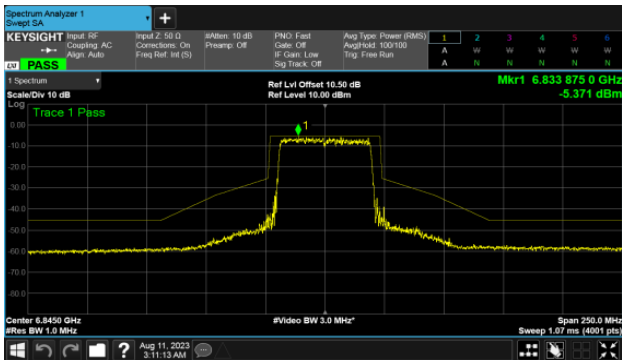 Spectrum Analyzer 1
Swept SA
KEYSIGHT
Input: RF
Coupling: AC
Align: Auto
Input Z: 50 Ω
Corrections: On
Freq Ref: Int (S)
#Atten: 10 dB
Preamp: Off
PNO: Fast
Gate: Off
IF Gain: Low
Sig Track: Off
Avg Type: Power (RMS)
Avg|Hold: 100/100
Trig: Free Run
1 2 3 4 5 6
A W W W W W
A N N N N N
LXI PASS
1 Spectrum
Scale/Div 10 dB
Ref Lvl Offset 10.50 dB
Ref Level 10.00 dBm
Mkr1 6.833 875 0 GHz
-5.371 dBm
Log
Trace 1 Pass
1
0.00
-10.0
-20.0
-30.0
-40.0
-50.0
-60.0
-70.0
-80.0
Center 6.8450 GHz
#Res BW 1.0 MHz
#Video BW 3.0 MHz*
Span 250.0 MHz
Sweep 1.07 ms (4001 pts)
?
Aug 11, 2023
3:11:13 AM